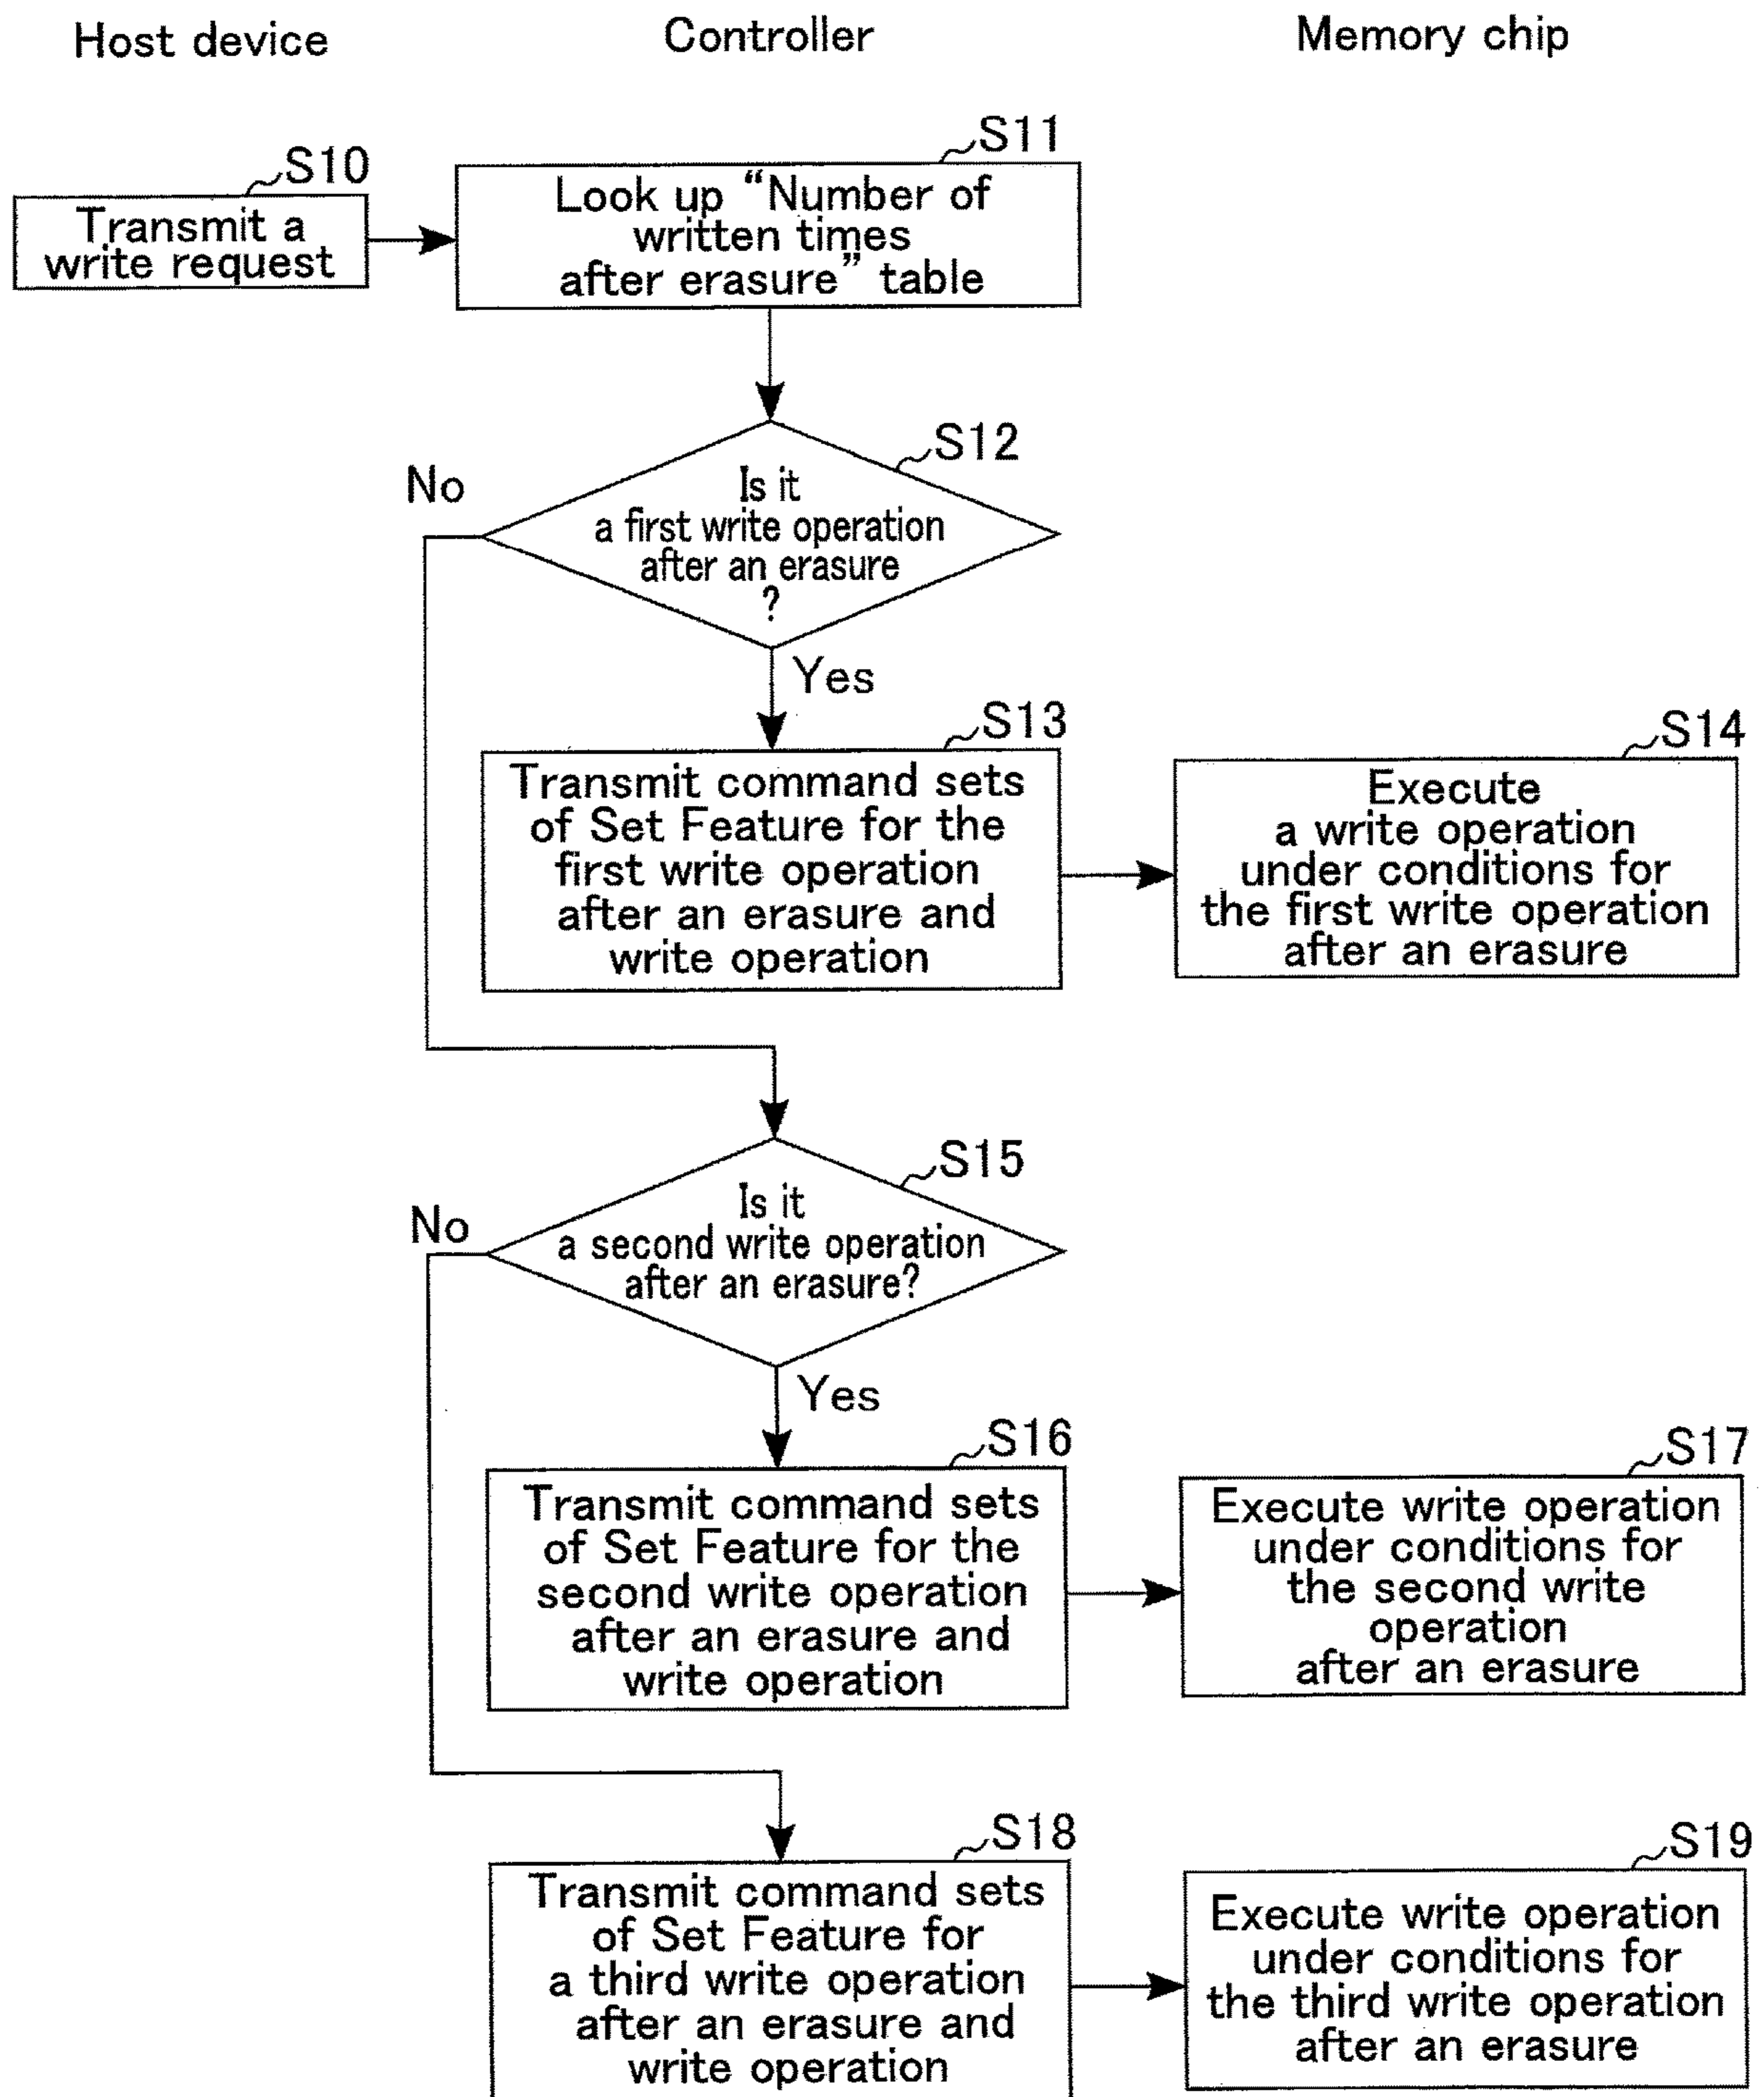 Host device
Controller
Memory chip
S10
Transmit a
write request
S11
Look up “Number of
written times
after erasure” table
S12
Is it
a first write operation
after an erasure
?
No
Yes
S13
Transmit command sets
of Set Feature for the
first write operation
after an erasure and
write operation
S14
Execute
a write operation
under conditions for
the first write operation
after an erasure
S15
Is it
a second write operation
after an erasure?
No
Yes
S16
Transmit command sets
of Set Feature for the
second write operation
after an erasure and
write operation
S17
Execute write operation
under conditions for
the second write
operation
after an erasure
S18
Transmit command sets
of Set Feature for
a third write operation
after an erasure and
write operation
S19
Execute write operation
under conditions for
the third write operation
after an erasure